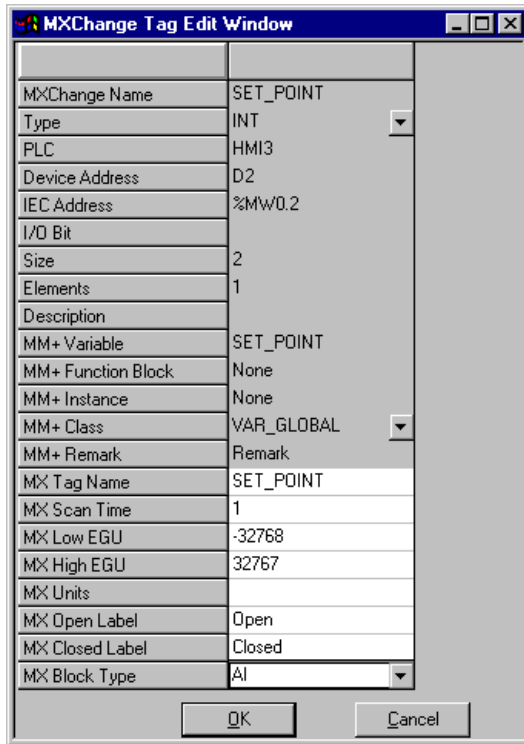 MXChange Tag Edit Window
MXChange Name SET_POINT
Type INT
PLC HMI3
Device Address D2
IEC Address %MW0.2
I/O Bit
Size 2
Elements 1
Description
MM+ Variable SET_POINT
MM+ Function Block None
MM+ Instance None
MM+ Class VAR_GLOBAL
MM+ Remark Remark
MX Tag Name SET_POINT
MX Scan Time 1
MX Low EGU -32768
MX High EGU 32767
MX Units
MX Open Label Open
MX Closed Label Closed
MX Block Type AI
OK Cancel